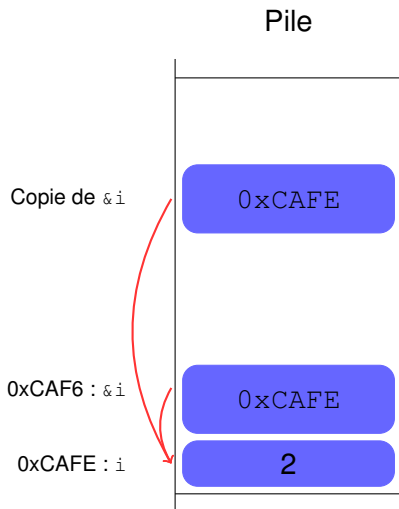 Pile
Copie de &i 0xCAFE
0xCAF6 : &i 0xCAFE
0xCAFE : i 2